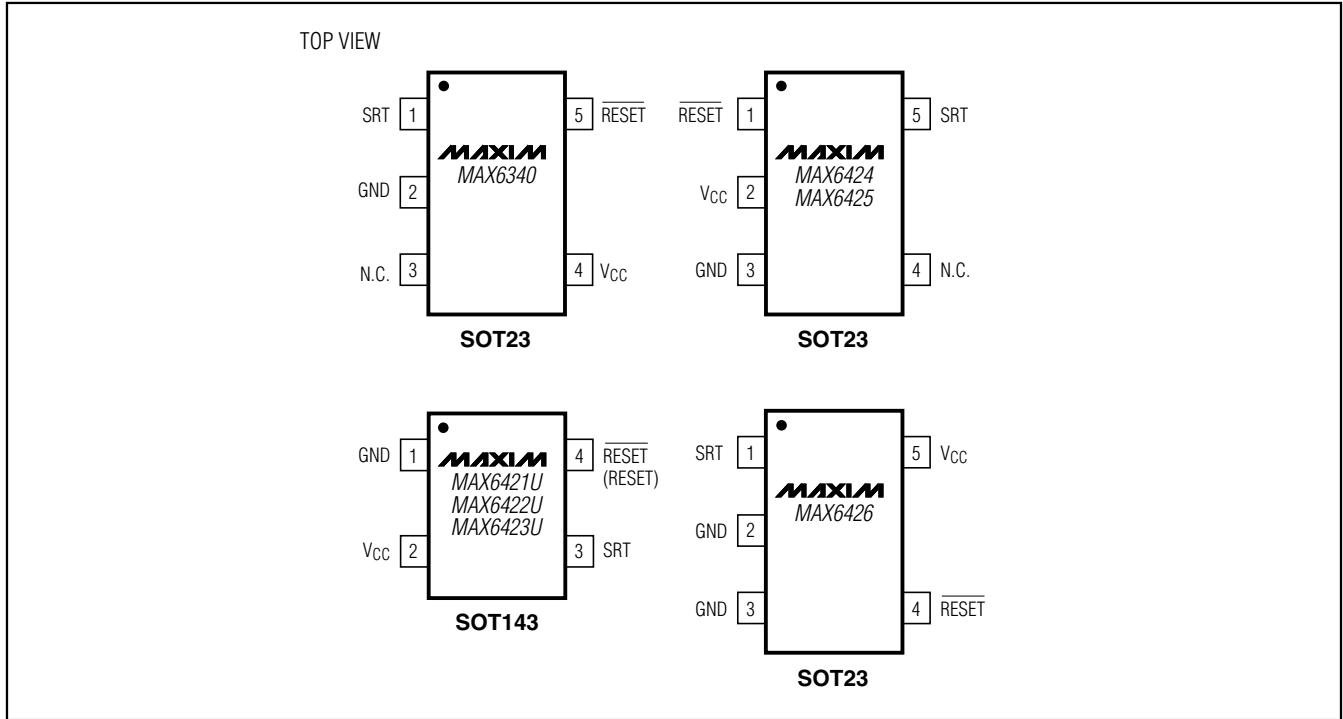 TOP VIEW
SRT 1
5 RESET
MAXIM
MAX6340
GND 2
N.C. 3
4 VCC
SOT23
RESET 1
5 SRT
MAXIM
MAX6424
MAX6425
VCC 2
GND 3
4 N.C.
SOT23
GND 1
4 RESET
(RESET)
MAXIM
MAX6421U
MAX6422U
MAX6423U
VCC 2
3 SRT
SOT143
SRT 1
5 VCC
MAXIM
MAX6426
GND 2
GND 3
4 RESET
SOT23